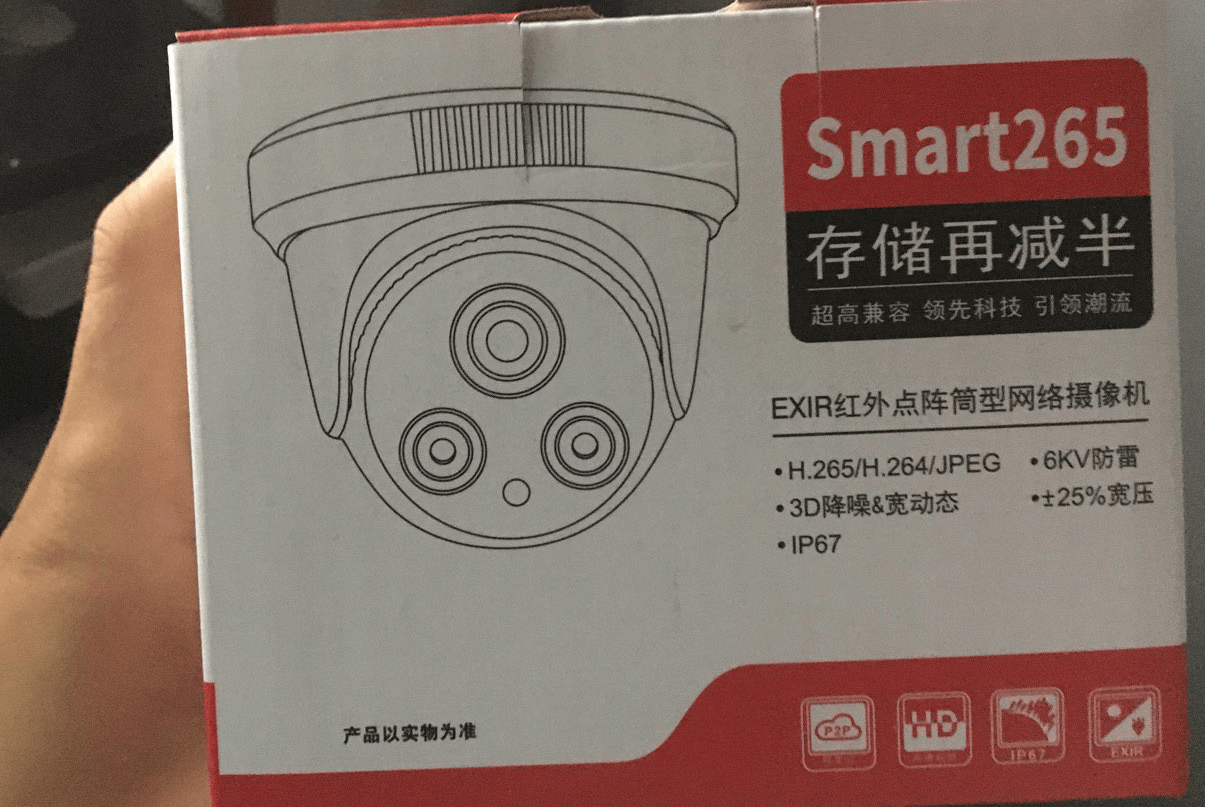 Smart265
存储再减半
超高兼容 领先科技 引领潮流
EXIR红外点阵筒型网络摄像机
•H.265/H.264/JPEG •6KV防雷
•3D降噪&宽动态 •±25%宽压
•IP67
产品以实物为准
P2P HD IP67 EXIR